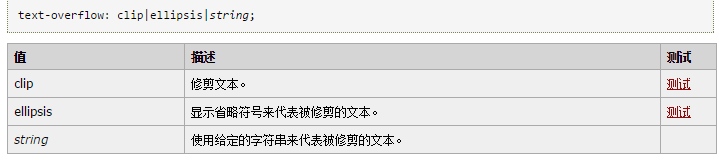 text-overflow: clip|ellipsis|string;
值 描述 测试
clip 修剪文本。 测试
ellipsis 显示省略符号来代表被修剪的文本。 测试
string 使用给定的字符串来代表被修剪的文本。